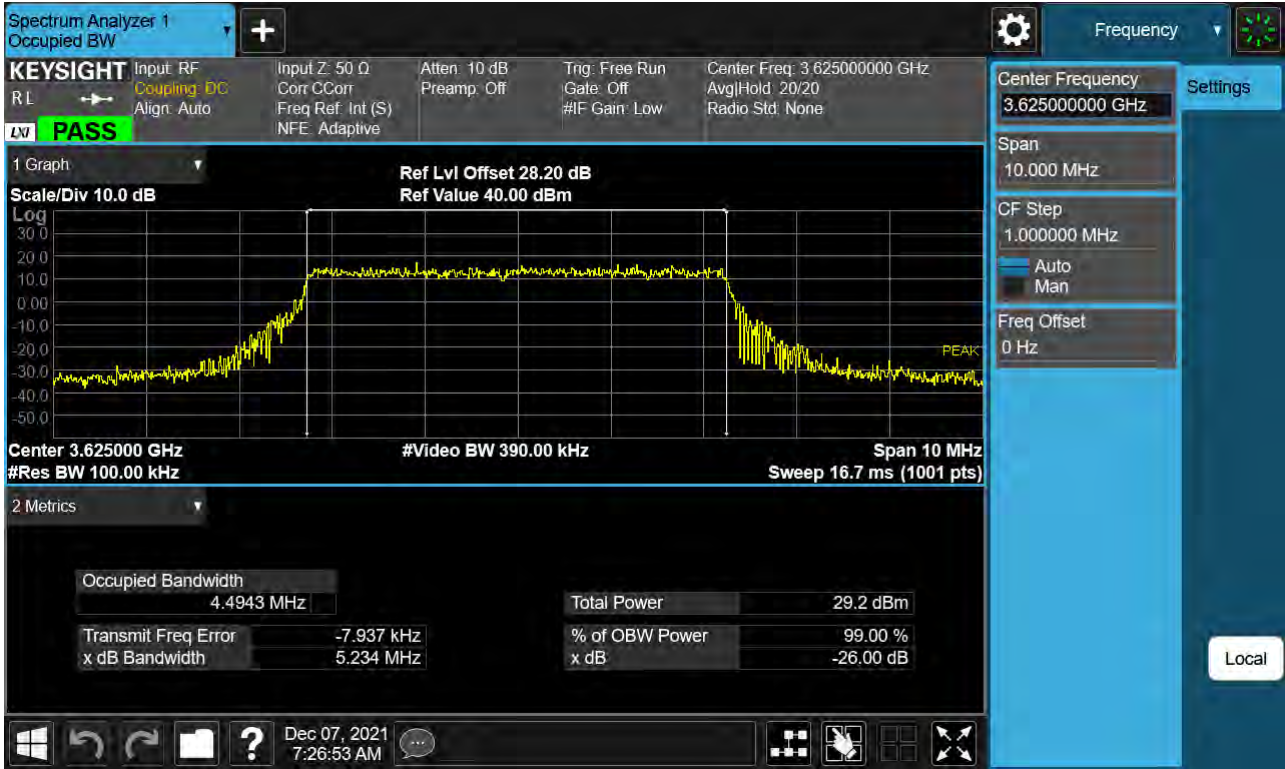 Spectrum Analyzer 1
Occupied BW
Frequency
KEYSIGHT
R L
LXI
PASS
Input: RF
Coupling: DC
Align: Auto
Input Z: 50 Ω
Corr CCorr
Freq Ref: Int (S)
NFE: Adaptive
Atten: 10 dB
Preamp: Off
Trig: Free Run
Gate: Off
#IF Gain: Low
Center Freq: 3.625000000 GHz
Avg|Hold: 20/20
Radio Std: None
Center Frequency
3.625000000 GHz
Settings
Span
10.000 MHz
CF Step
1.000000 MHz
Auto
Man
Freq Offset
0 Hz
1 Graph
Scale/Div 10.0 dB
Ref Lvl Offset 28.20 dB
Ref Value 40.00 dBm
Log
30.0
20.0
10.0
0.00
-10.0
-20.0
-30.0
-40.0
-50.0
PEAK
Center 3.625000 GHz
#Video BW 390.00 kHz
Span 10 MHz
#Res BW 100.00 kHz
Sweep 16.7 ms (1001 pts)
2 Metrics
Occupied Bandwidth
4.4943 MHz
Total Power 29.2 dBm
Transmit Freq Error -7.937 kHz
% of OBW Power 99.00 %
x dB Bandwidth 5.234 MHz
x dB -26.00 dB
Local
?
Dec 07, 2021
7:26:53 AM